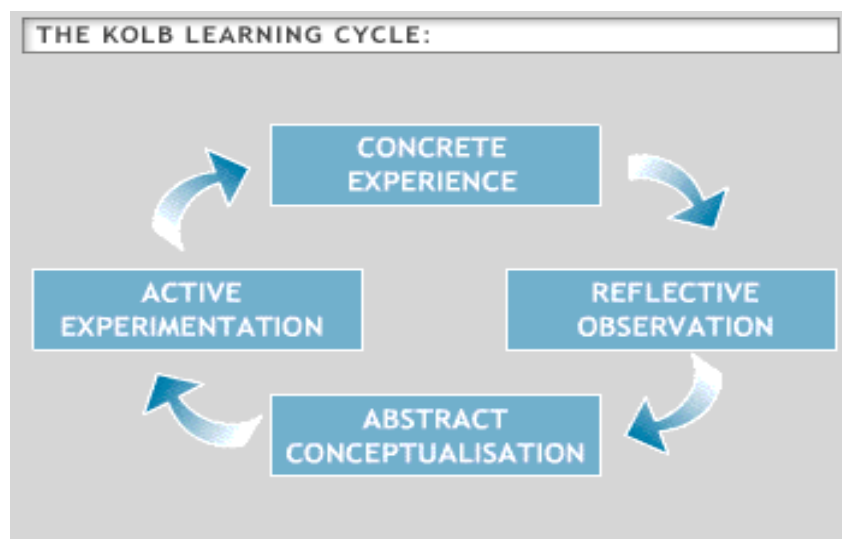 THE KOLB LEARNING CYCLE:
CONCRETE
EXPERIENCE
REFLECTIVE
OBSERVATION
ABSTRACT
CONCEPTUALISATION
ACTIVE
EXPERIMENTATION